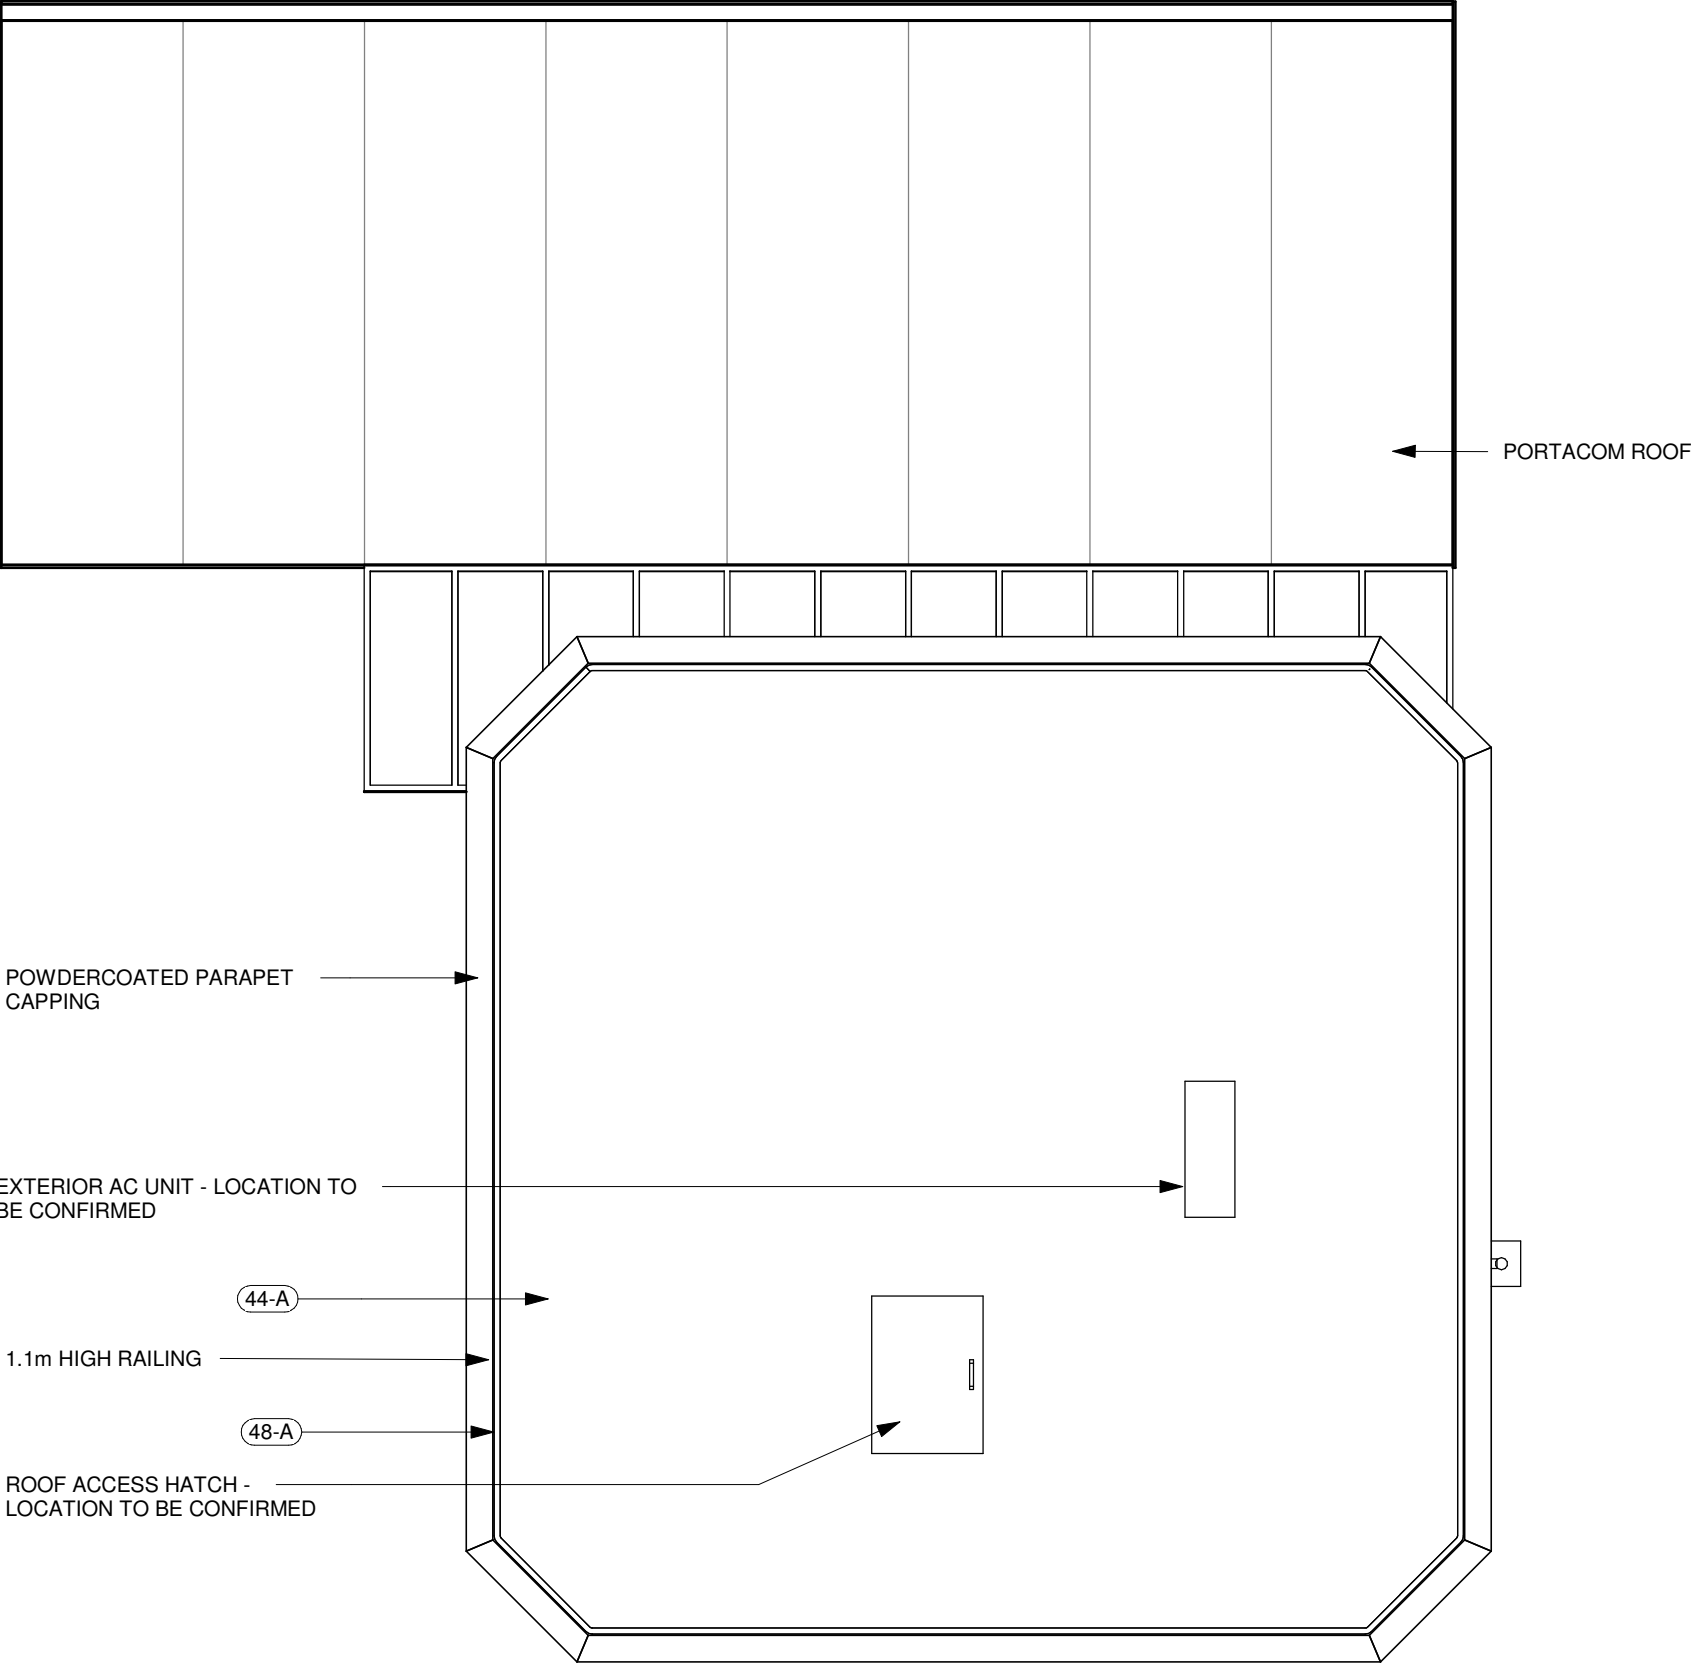 PORTACOM ROOF
POWDERCOATED PARAPET
CAPPING
EXTERIOR AC UNIT - LOCATION TO
BE CONFIRMED
44-A
1.1m HIGH RAILING
48-A
ROOF ACCESS HATCH -
LOCATION TO BE CONFIRMED